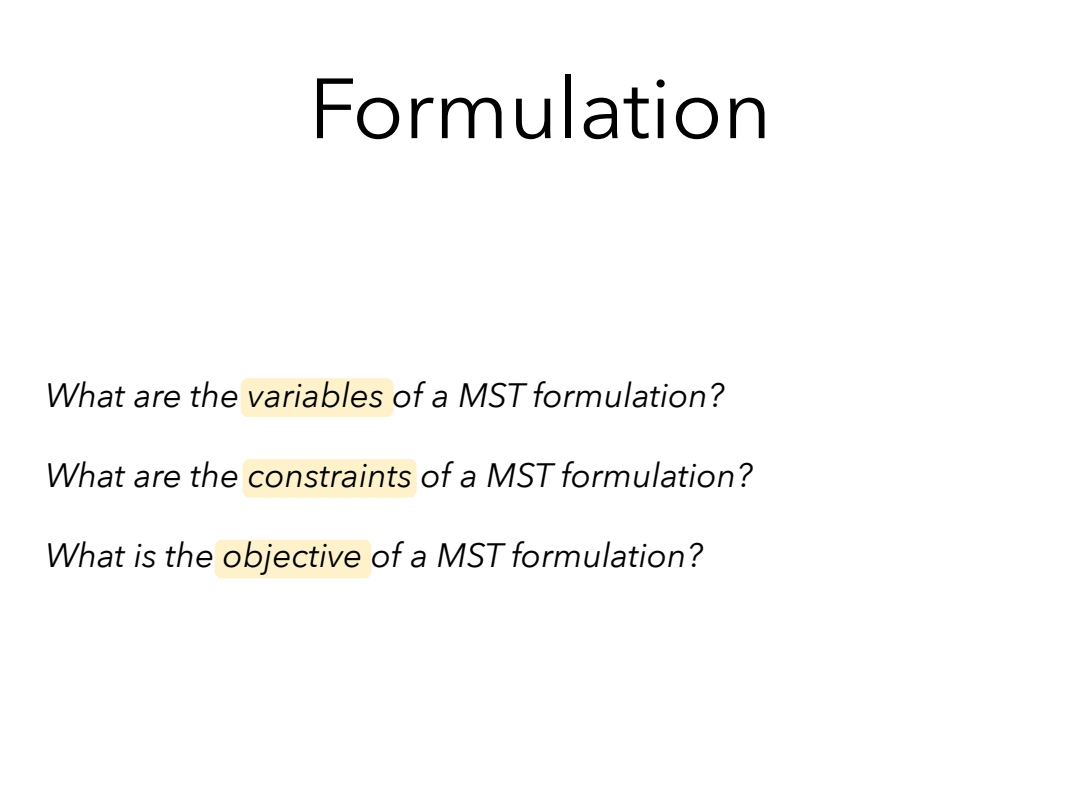 Formulation
What are the variables of a MST formulation?
What are the constraints of a MST formulation?
What is the objective of a MST formulation?